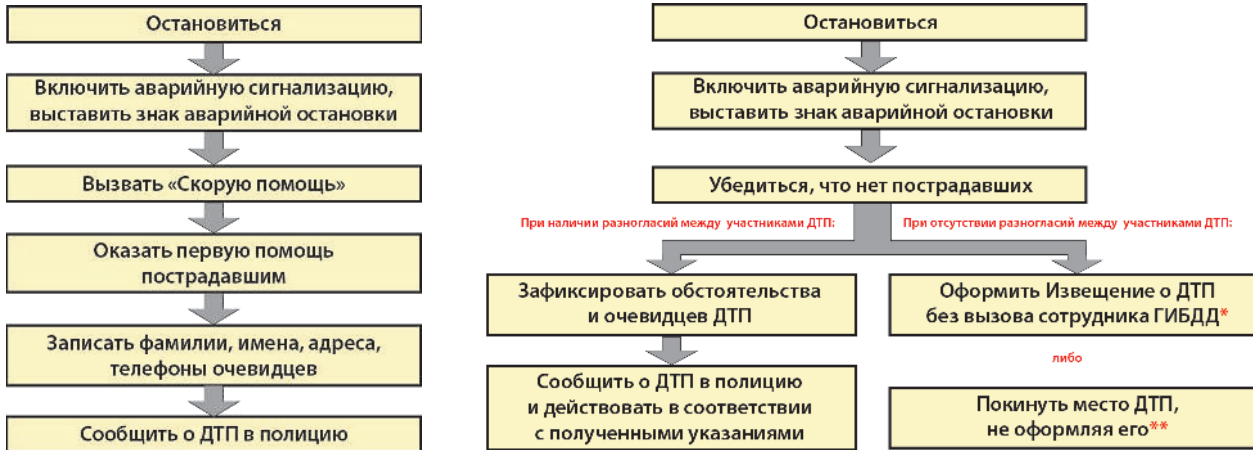 Остановиться
Включить аварийную сигнализацию,
выставить знак аварийной остановки
Вызвать «Скорую помощь»
Оказать первую помощь
пострадавшим
Записать фамилии, имена, адреса,
телефоны очевидцев
Сообщить о ДТП в полицию
Остановиться
Включить аварийную сигнализацию,
выставить знак аварийной остановки
Убедиться, что нет пострадавших
При наличии разногласий между участниками ДТП:
Зафиксировать обстоятельства
и очевидцев ДТП
Сообщить о ДТП в полицию
и действовать в соответствии
с полученными указаниями
При отсутствии разногласий между участниками ДТП:
Оформить Извещение о ДТП
без вызова сотрудника ГИБДД*
либо
Покинуть место ДТП,
не оформляя его**